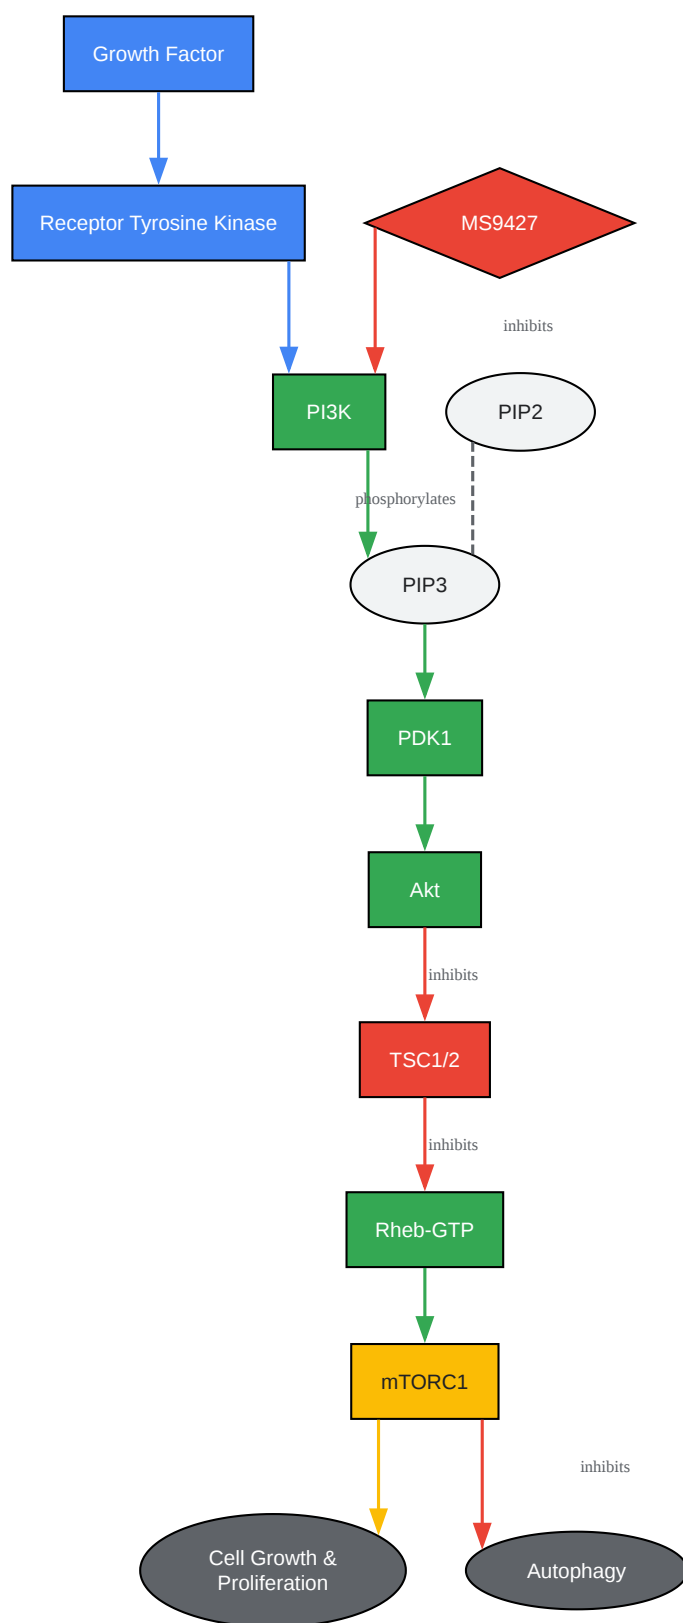 Growth Factor
Receptor Tyrosine Kinase
MS9427
inhibits
PI3K
PIP2
phosphorylates
PIP3
PDK1
Akt
inhibits
TSC1/2
inhibits
Rheb-GTP
mTORC1
inhibits
Cell Growth &
Proliferation
Autophagy